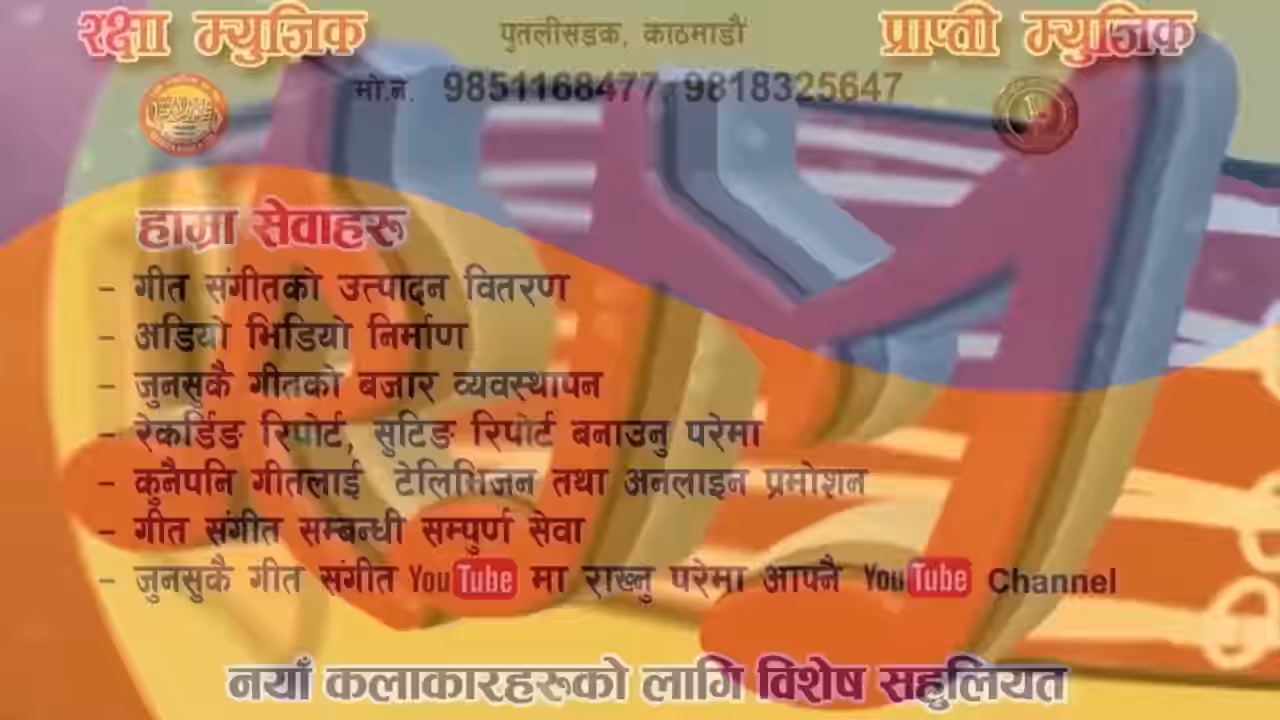 रक्षा म्युजिक
पुतलीसडक, काठमाडौं
प्राप्ती म्युजिक
मो.नं. 9851168477, 9818325647
हाम्रा सेवाहरु
– गीत संगीतको उत्पादन वितरण
– अडियो भिडियो निर्माण
– जुनसुकै गीतको बजार व्यवस्थापन
– रेकर्डिङ रिपोर्ट, सुटिङ रिपोर्ट बनाउनु परेमा
– कुनैपनि गीतलाई टेलिभिजन तथा अनलाइन प्रमोशन
– गीत संगीत सम्बन्धी सम्पुर्ण सेवा
– जुनसुकै गीत संगीत YouTube मा राख्नु परेमा आफ्नै YouTube Channel
नयाँ कलाकारहरुको लागि विशेष सहुलियत